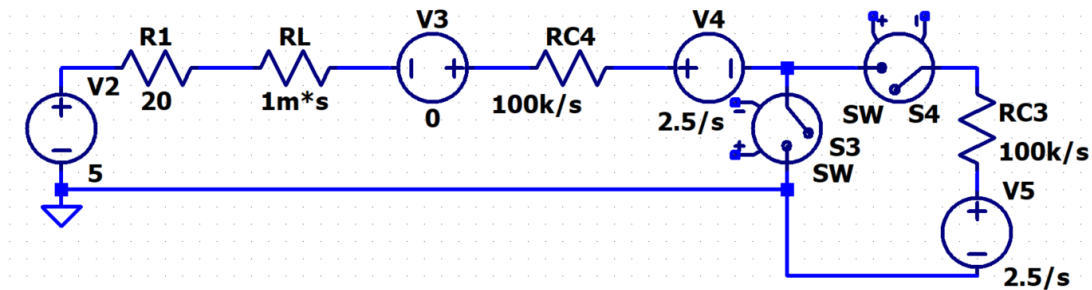 V2
5
R1
20
RL
1m*s
V3
0
RC4
100k/s
V4
2.5/s
S3
SW
SW
S4
RC3
100k/s
V5
2.5/s